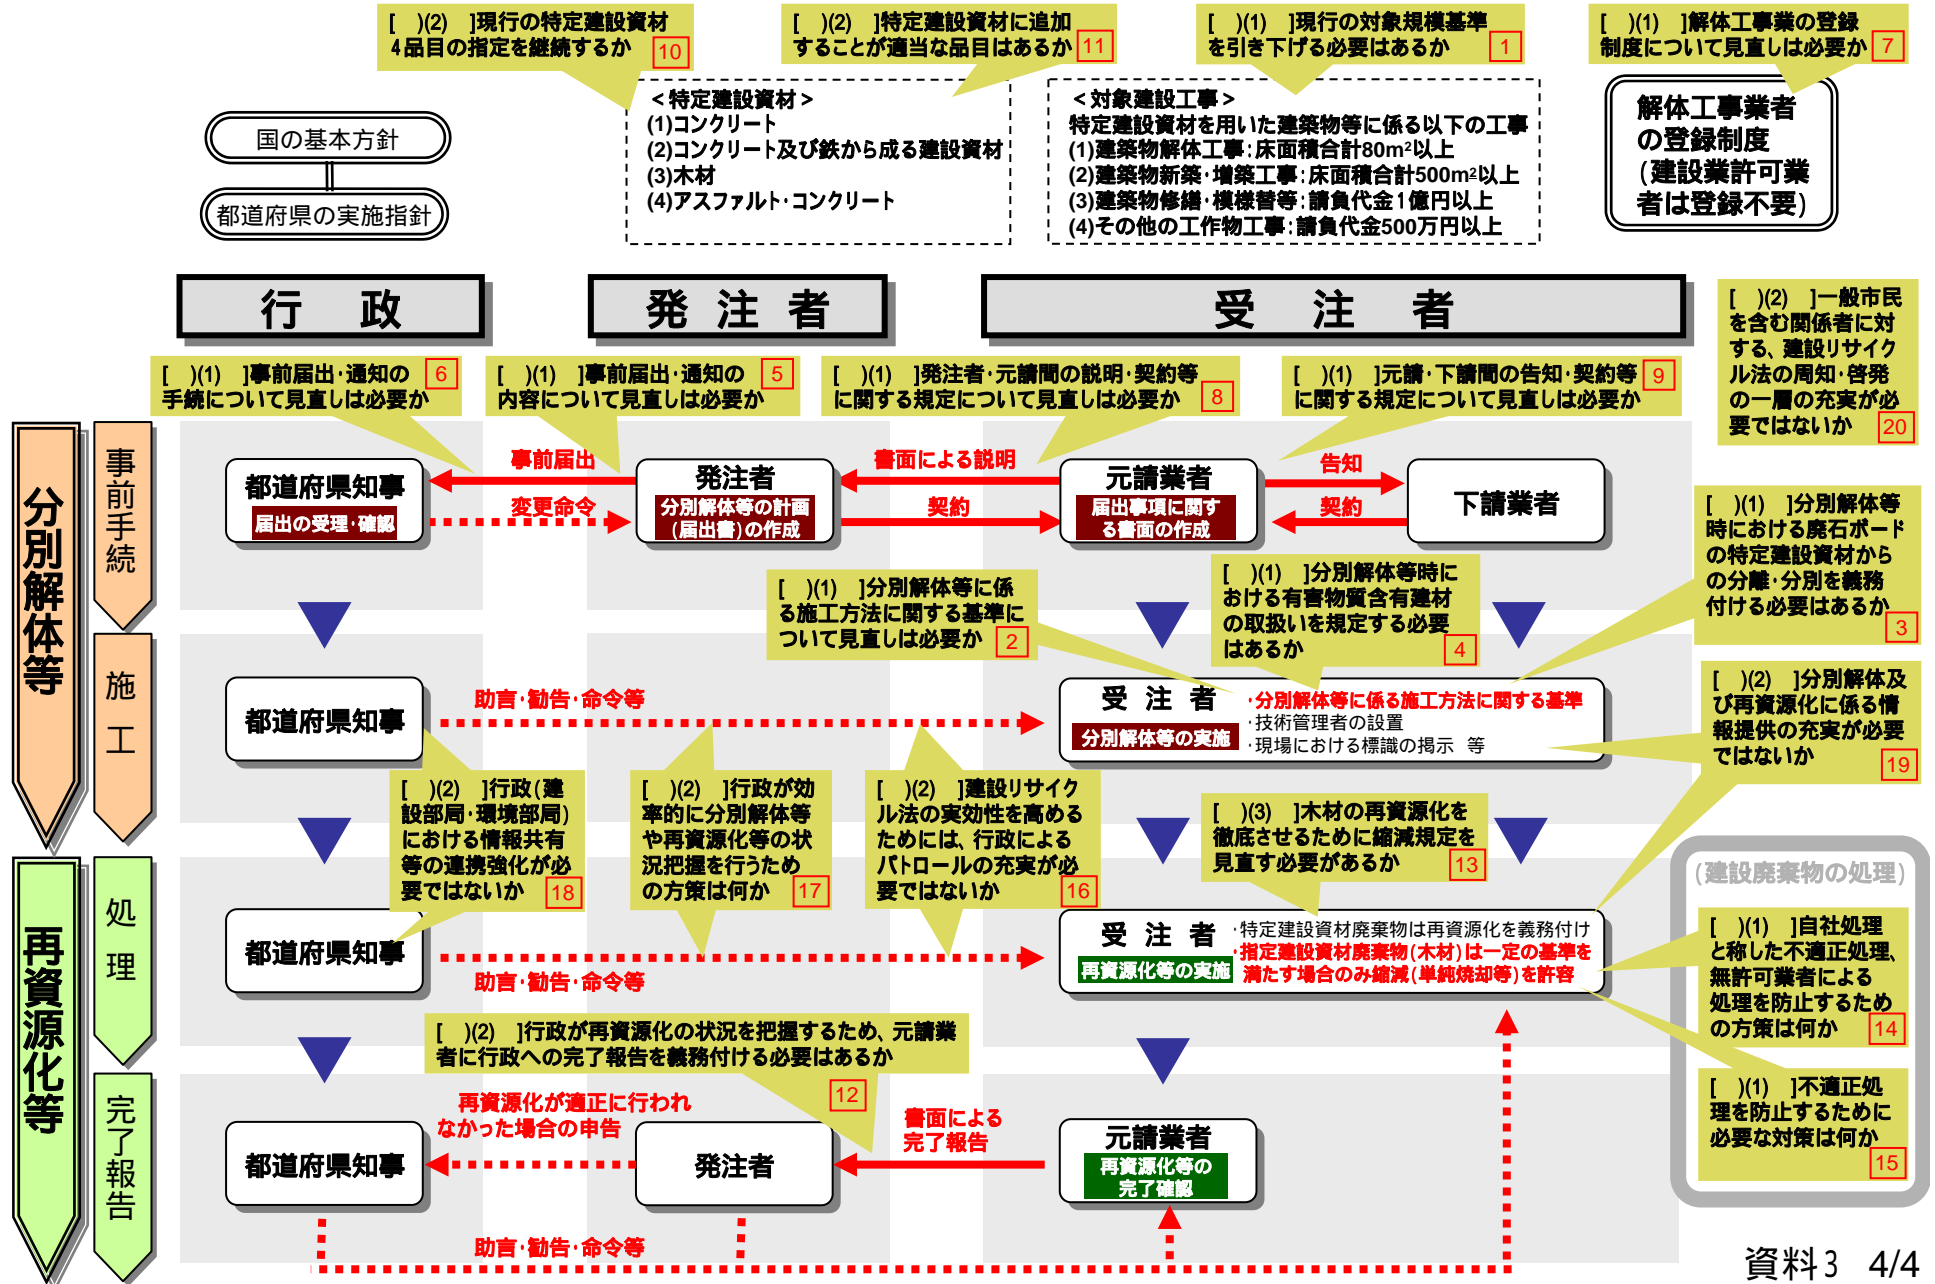 [　)(2)　]現行の特定建設資材
4品目の指定を継続するか
10
[　)(2)　]特定建設資材に追加
することが適当な品目はあるか
11
[　)(1)　]現行の対象規模基準
を引き下げる必要はあるか
1
[　)(1)　]解体工事業の登録
制度について見直しは必要か
7
国の基本方針
都道府県の実施指針
＜特定建設資材＞
(1)コンクリート
(2)コンクリート及び鉄から成る建設資材
(3)木材
(4)アスファルト・コンクリート
＜対象建設工事＞
特定建設資材を用いた建築物等に係る以下の工事
(1)建築物解体工事：床面積合計80m²以上
(2)建築物新築・増築工事：床面積合計500m²以上
(3)建築物修繕・模様替等：請負代金1億円以上
(4)その他の工作物工事：請負代金500万円以上
解体工事業者
の登録制度
(建設業許可業
者は登録不要)
行　政
発 注 者
受　注　者
[　)(2)　]一般市民
を含む関係者に対
する、建設リサイク
ル法の周知・啓発
の一層の充実が必
要ではないか
20
[　)(1)　]事前届出・通知の
手続について見直しは必要か
6
[　)(1)　]事前届出・通知の
内容について見直しは必要か
5
[　)(1)　]発注者・元請間の説明・契約等
に関する規定について見直しは必要か
8
[　)(1)　]元請・下請間の告知・契約等
に関する規定について見直しは必要か
9
分別解体等
事前手続
都道府県知事
届出の受理・確認
事前届出
変更命令
発注者
分別解体等の計画
(届出書)の作成
書面による説明
契約
元請業者
届出事項に関す
る書面の作成
告知
契約
下請業者
[　)(1)　]分別解体等
時における廃石ボード
の特定建設資材から
の分離・分別を義務
付ける必要はあるか
3
[　)(1)　]分別解体等に係
る施工方法に関する基準に
ついて見直しは必要か
2
[　)(1)　]分別解体等時に
おける有害物質含有建材
の取扱いを規定する必要
はあるか
4
施工
都道府県知事
助言・勧告・命令等
受 注 者
分別解体等の実施
・分別解体等に係る施工方法に関する基準
・技術管理者の設置
・現場における標識の掲示　等
[　)(2)　]分別解体及
び再資源化に係る情
報提供の充実が必要
ではないか
19
[　)(2)　]行政(建
設部局・環境部局)
における情報共有
等の連携強化が必
要ではないか
18
[　)(2)　]行政が効
率的に分別解体等
や再資源化等の状
況把握を行うため
の方策は何か
17
[　)(2)　]建設リサイク
ル法の実効性を高める
ためには、行政による
パトロールの充実が必
要ではないか
16
[　)(3)　]木材の再資源化を
徹底させるために縮減規定を
見直す必要があるか
13
再資源化等
処理
都道府県知事
助言・勧告・命令等
受 注 者
再資源化等の実施
・特定建設資材廃棄物は再資源化を義務付け
・指定建設資材廃棄物(木材)は一定の基準を
満たす場合のみ縮減(単純焼却等)を許容
(建設廃棄物の処理)
[　)(1)　]自社処理
と称した不適正処理、
無許可業者による
処理を防止するため
の方策は何か
14
[　)(1)　]不適正処
理を防止するために
必要な対策は何か
15
[　)(2)　]行政が再資源化の状況を把握するため、元請業
者に行政への完了報告を義務付ける必要はあるか
12
完了報告
都道府県知事
再資源化が適正に行われ
なかった場合の申告
発注者
書面による
完了報告
元請業者
再資源化等の
完了確認
助言・勧告・命令等
資料3　4/4